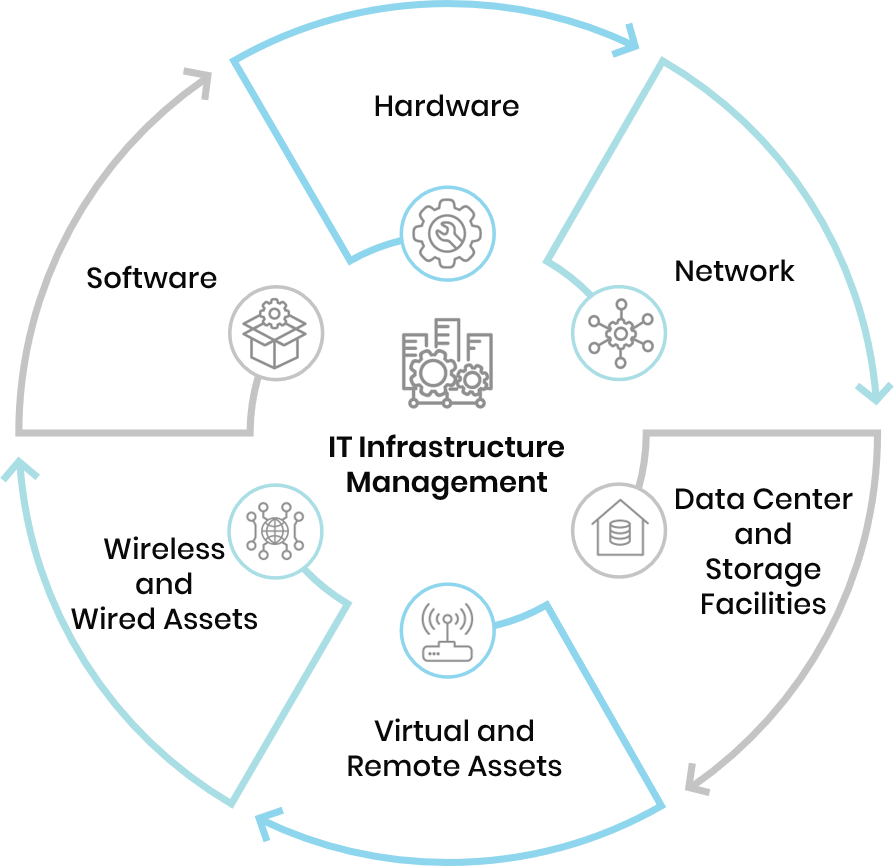 Hardware
Network
Data Center
and
Storage
Facilities
Virtual and
Remote Assets
Wireless
and
Wired Assets
Software
IT Infrastructure
Management